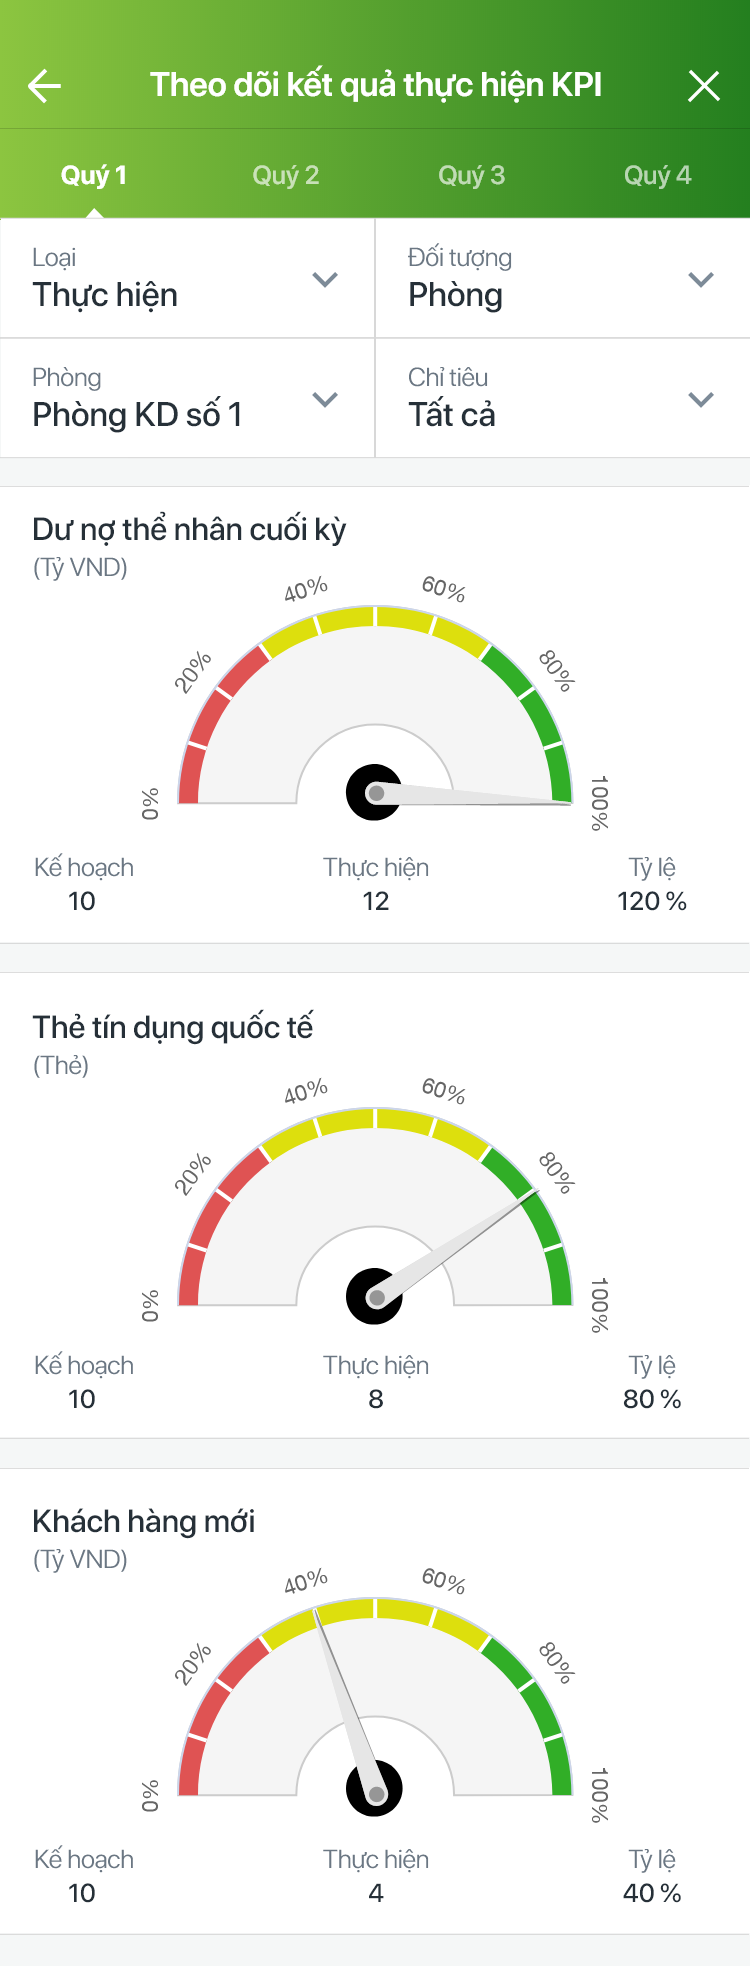 Theo dõi kết quả thực hiện KPI
Quý 1 Quý 2 Quý 3 Quý 4
Loại
Thực hiện
Đối tượng
Phòng
Phòng
Phòng KD số 1
Chỉ tiêu
Tất cả
Dư nợ thể nhân cuối kỳ
(Tỷ VND)
0% 20% 40% 60% 80% 100%
Kế hoạch Thực hiện Tỷ lệ
10 12 120 %
Thẻ tín dụng quốc tế
(Thẻ)
0% 20% 40% 60% 80% 100%
Kế hoạch Thực hiện Tỷ lệ
10 8 80 %
Khách hàng mới
(Tỷ VND)
0% 20% 40% 60% 80% 100%
Kế hoạch Thực hiện Tỷ lệ
10 4 40 %